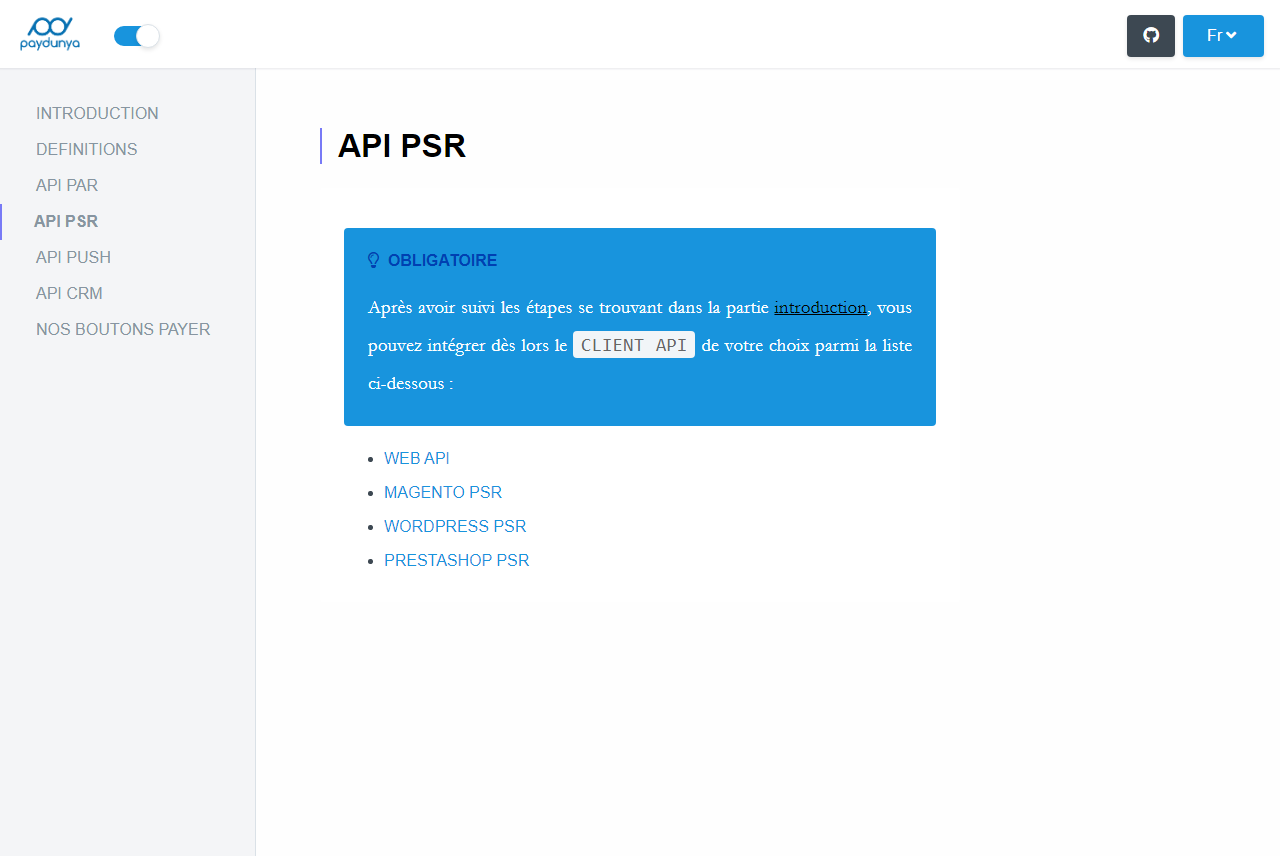 paydunya
Fr
INTRODUCTION
DEFINITIONS
API PAR
API PSR
API PUSH
API CRM
NOS BOUTONS PAYER
API PSR
OBLIGATOIRE
Après avoir suivi les étapes se trouvant dans la partie introduction, vous
pouvez intégrer dès lors le CLIENT API de votre choix parmi la liste
ci-dessous :
WEB API
MAGENTO PSR
WORDPRESS PSR
PRESTASHOP PSR